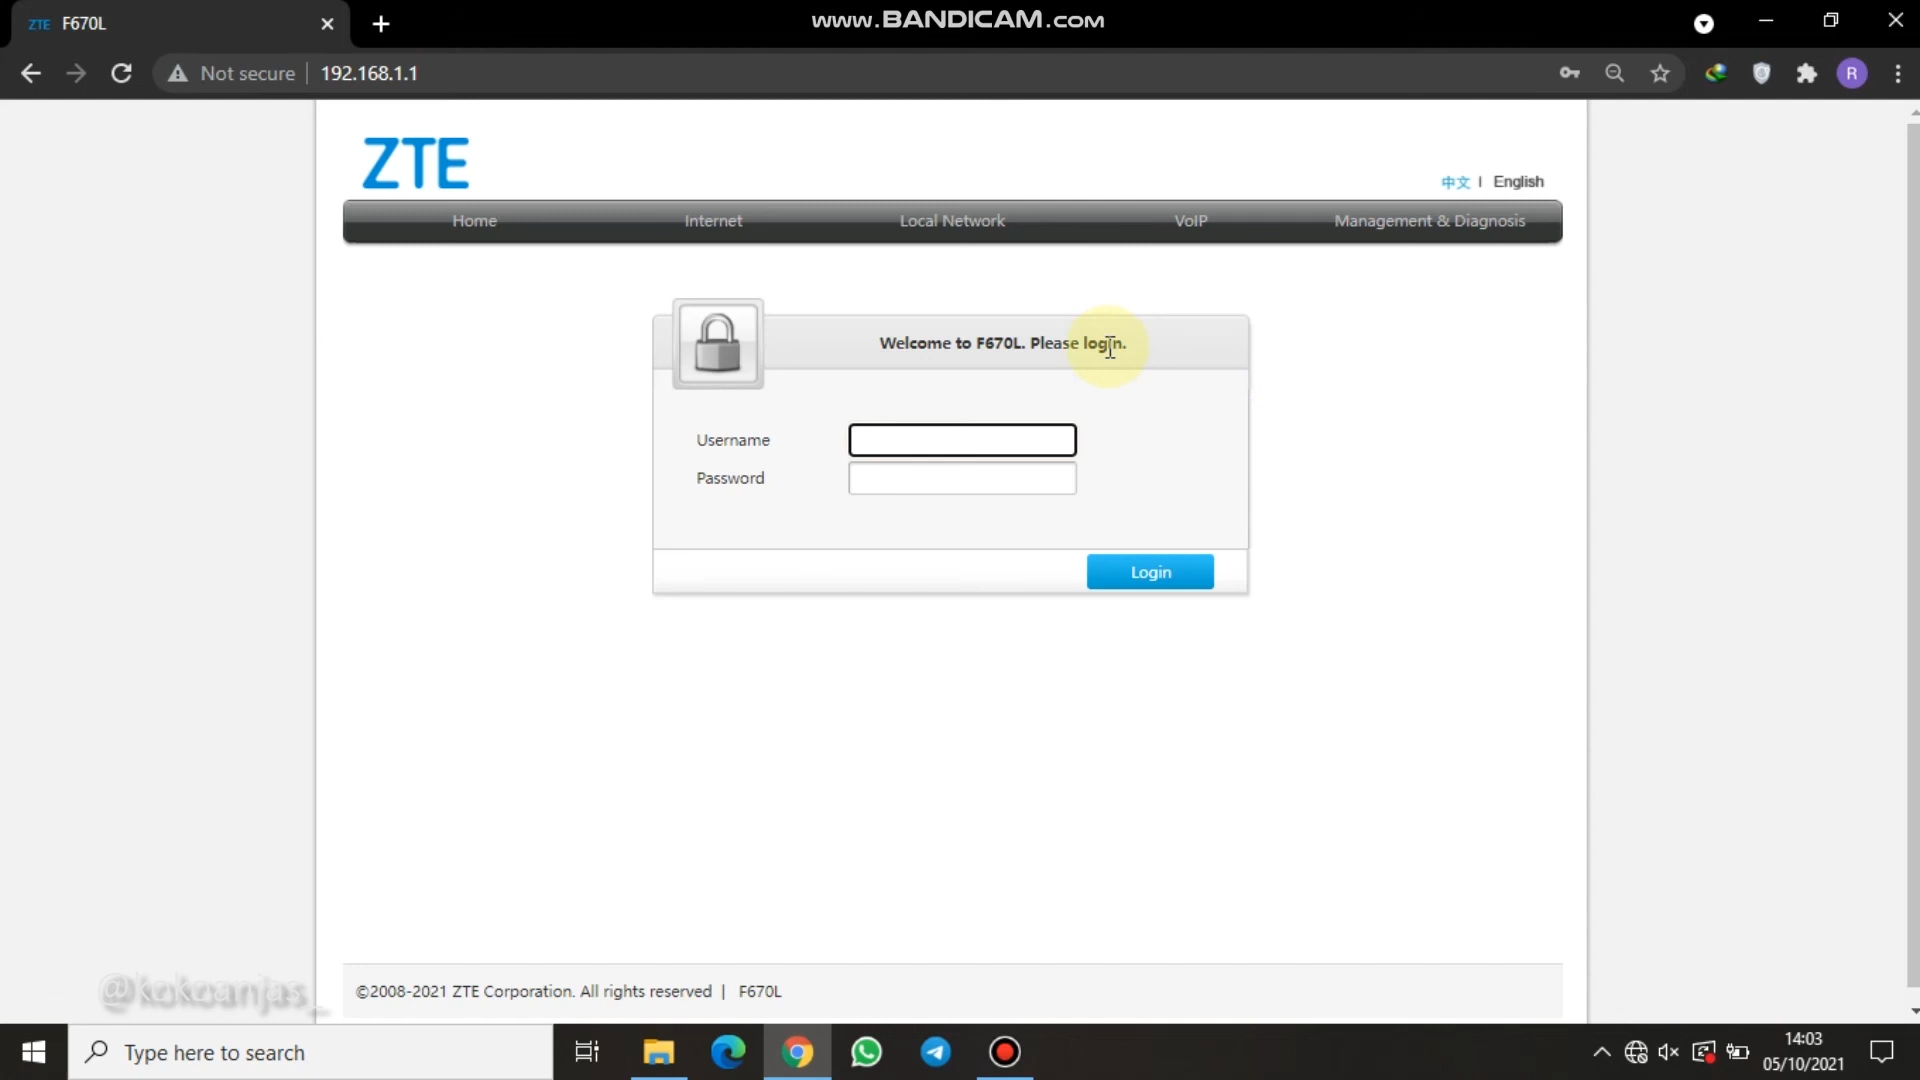 ZTE F670L
www.BANDICAM.com
Not secure 192.168.1.1
R
ZTE
中文 | English
Home Internet Local Network VoIP Management & Diagnosis
Welcome to F670L. Please login.
Username
Password
Login
@kokoanjas_
©2008-2021 ZTE Corporation. All rights reserved | F670L
Type here to search
14:03
05/10/2021